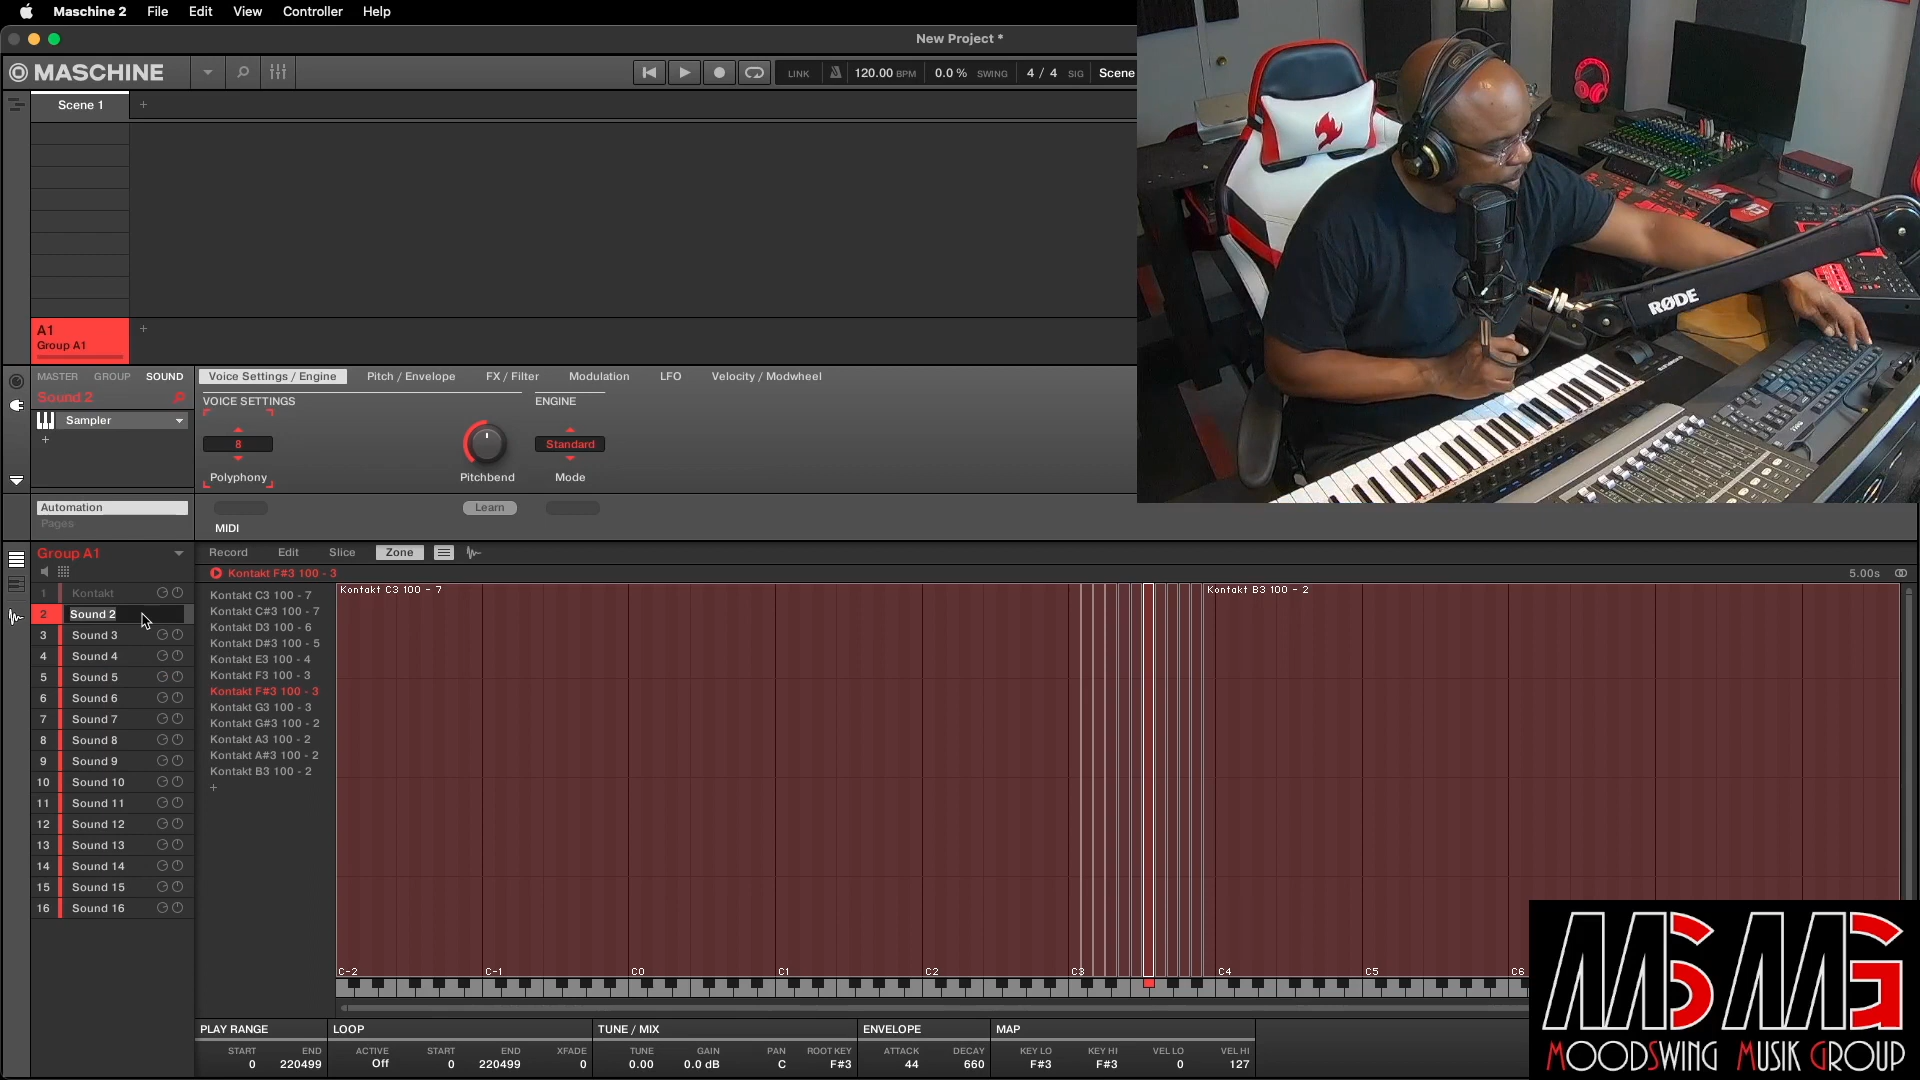 Maschine 2 File Edit View Controller Help
New Project *
MASCHINE
LINK 120.00 BPM 0.0 % SWING 4 / 4 SIG Scene
Scene 1 +
A1 +
Group A1
MASTER GROUP SOUND Voice Settings / Engine Pitch / Envelope FX / Filter Modulation LFO Velocity / Modwheel
Sound 2 VOICE SETTINGS ENGINE
Sampler
+
8 Standard
Polyphony Pitchbend Mode
Automation Learn
Pages MIDI
Group A1 Record Edit Slice Zone
Kontakt F#3 100 - 3 5.00s
1 Kontakt
2 Sound 2
3 Sound 3
4 Sound 4
5 Sound 5
6 Sound 6
7 Sound 7
8 Sound 8
9 Sound 9
10 Sound 10
11 Sound 11
12 Sound 12
13 Sound 13
14 Sound 14
15 Sound 15
16 Sound 16
Kontakt C3 100 - 7
Kontakt C#3 100 - 7
Kontakt D3 100 - 6
Kontakt D#3 100 - 5
Kontakt E3 100 - 4
Kontakt F3 100 - 3
Kontakt F#3 100 - 3
Kontakt G3 100 - 3
Kontakt G#3 100 - 2
Kontakt A3 100 - 2
Kontakt A#3 100 - 2
Kontakt B3 100 - 2
+
Kontakt C3 100 - 7 Kontakt B3 100 - 2
C-2 C-1 C0 C1 C2 C3 C4 C5 C6
PLAY RANGE LOOP TUNE / MIX ENVELOPE MAP
START END ACTIVE START END XFADE TUNE GAIN PAN ROOT KEY ATTACK DECAY KEY LO KEY HI VEL LO VEL HI
0 220499 Off 0 220499 0 0.00 0.0 dB C F#3 44 660 F#3 F#3 0 127
RØDE
MSMG
MOODSWING MUSIK GROUP